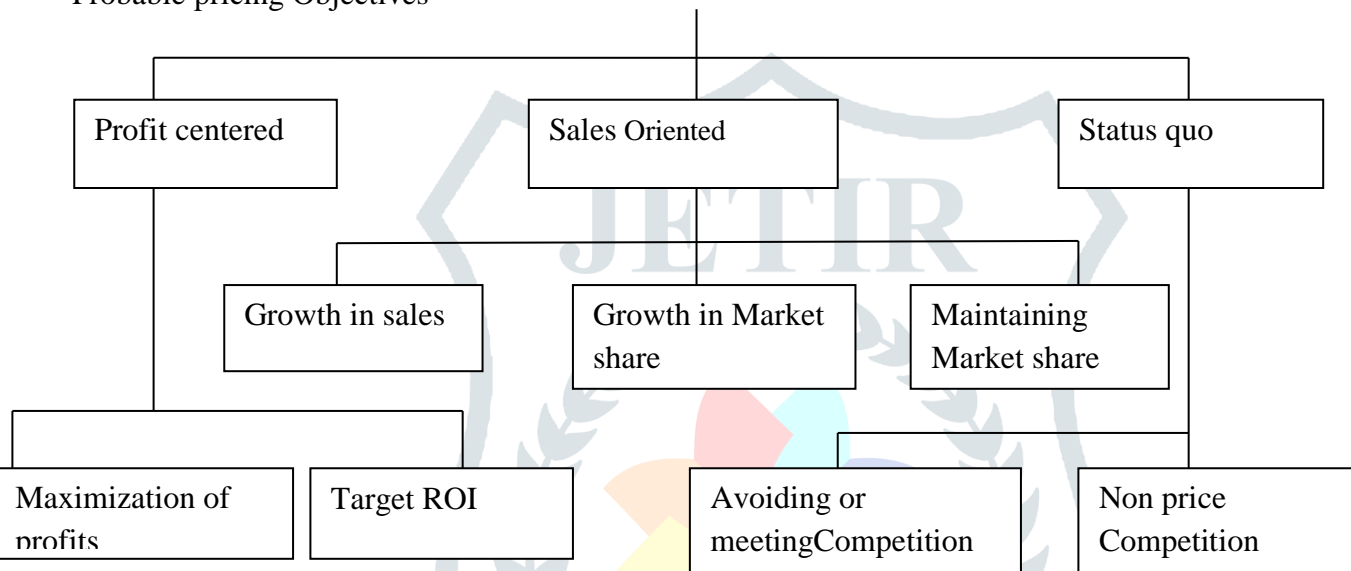 Probable pricing Objectives
Profit centered
Sales Oriented
Status quo
JETIR
Growth in sales
Growth in Market
share
Maintaining
Market share
Maximization of
profits
Target ROI
Avoiding or
meetingCompetition
Non price
Competition